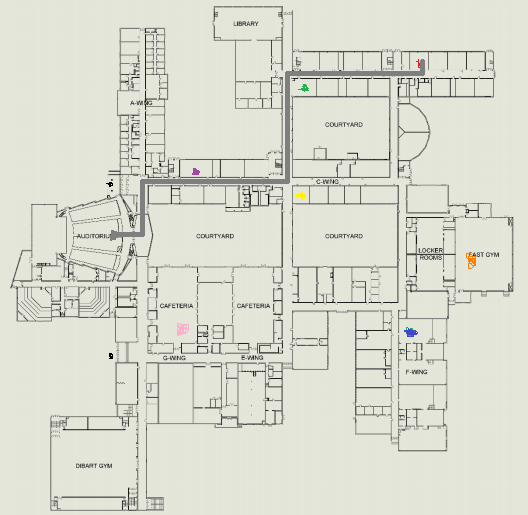 LIBRARY
A-WING
COURTYARD
C-WING
AUDITORIUM
COURTYARD
COURTYARD
LOCKER
ROOMS
EAST GYM
CAFETERIA
CAFETERIA
G-WING
E-WING
F-WING
DIBART GYM